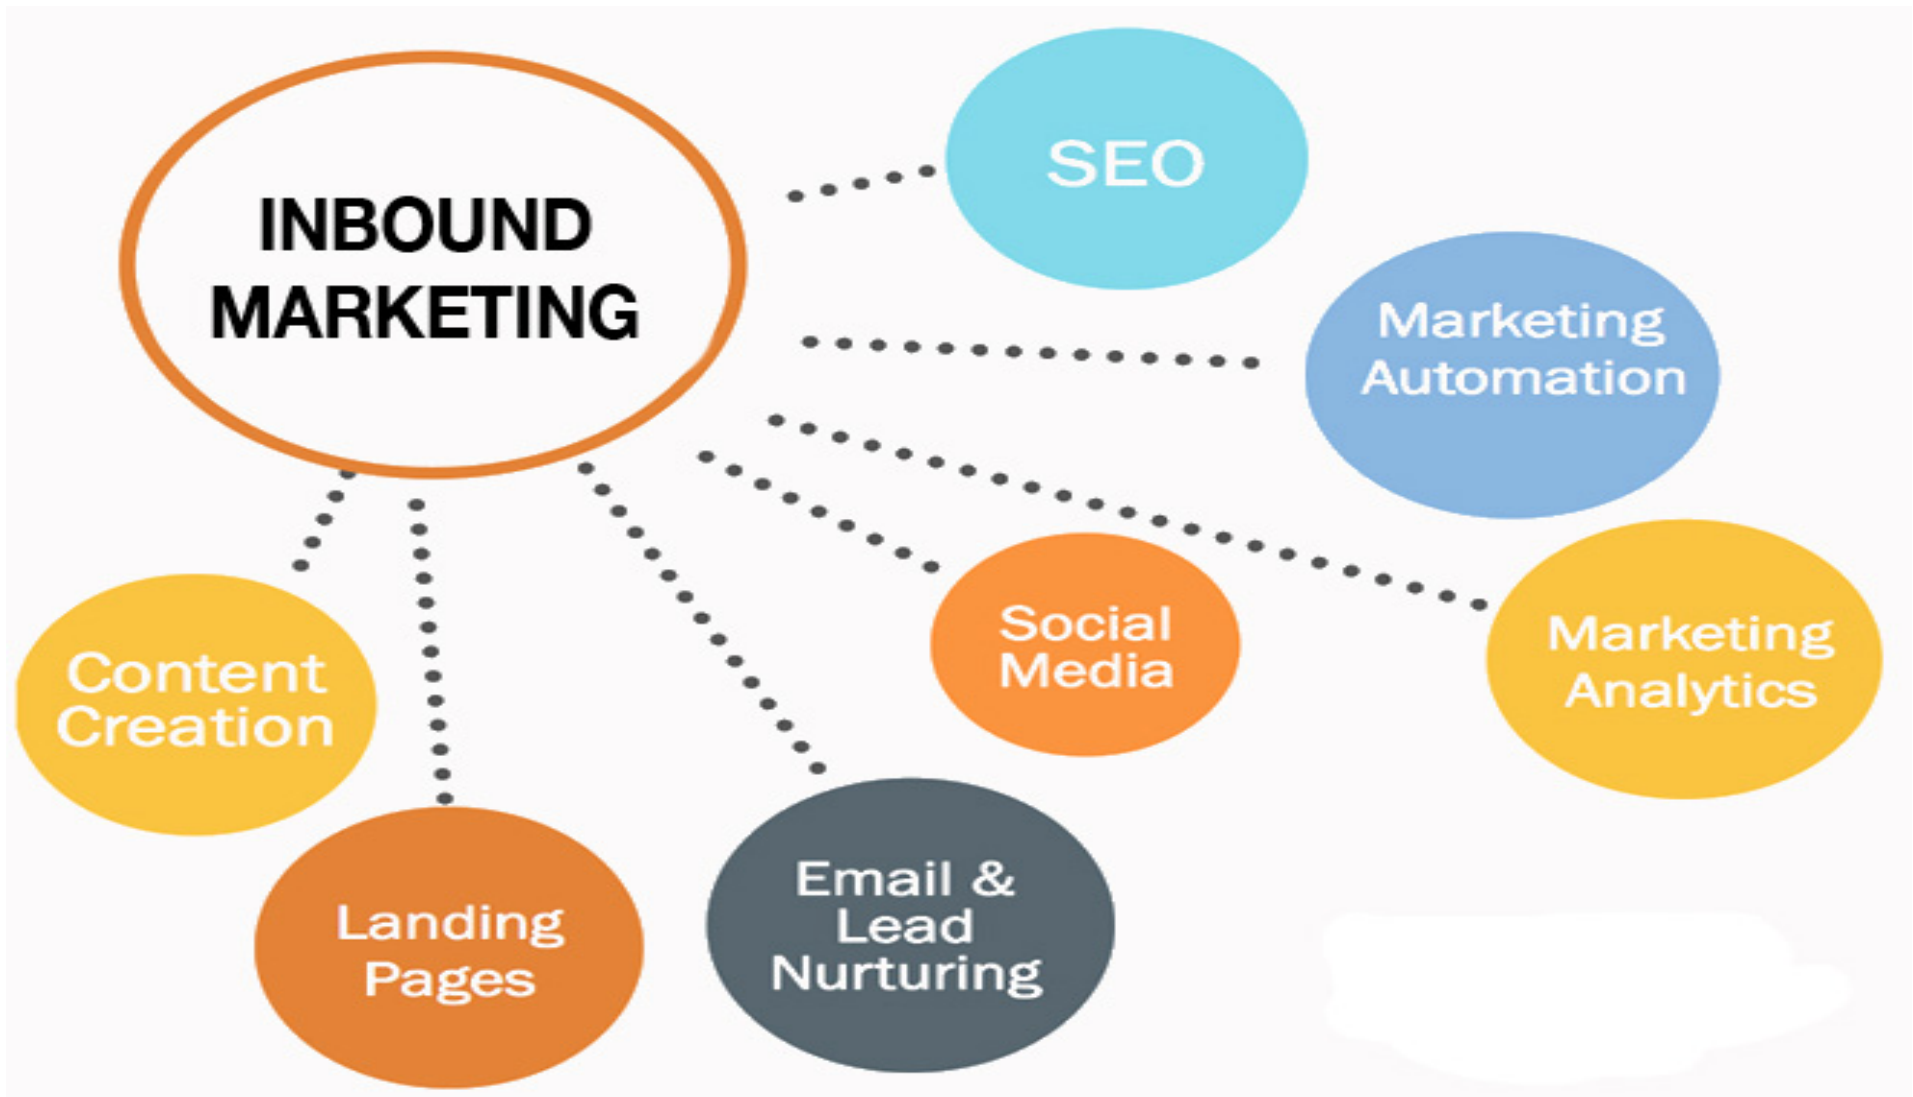 INBOUND
MARKETING
SEO
Marketing
Automation
Social
Media
Marketing
Analytics
Content
Creation
Landing
Pages
Email &
Lead
Nurturing